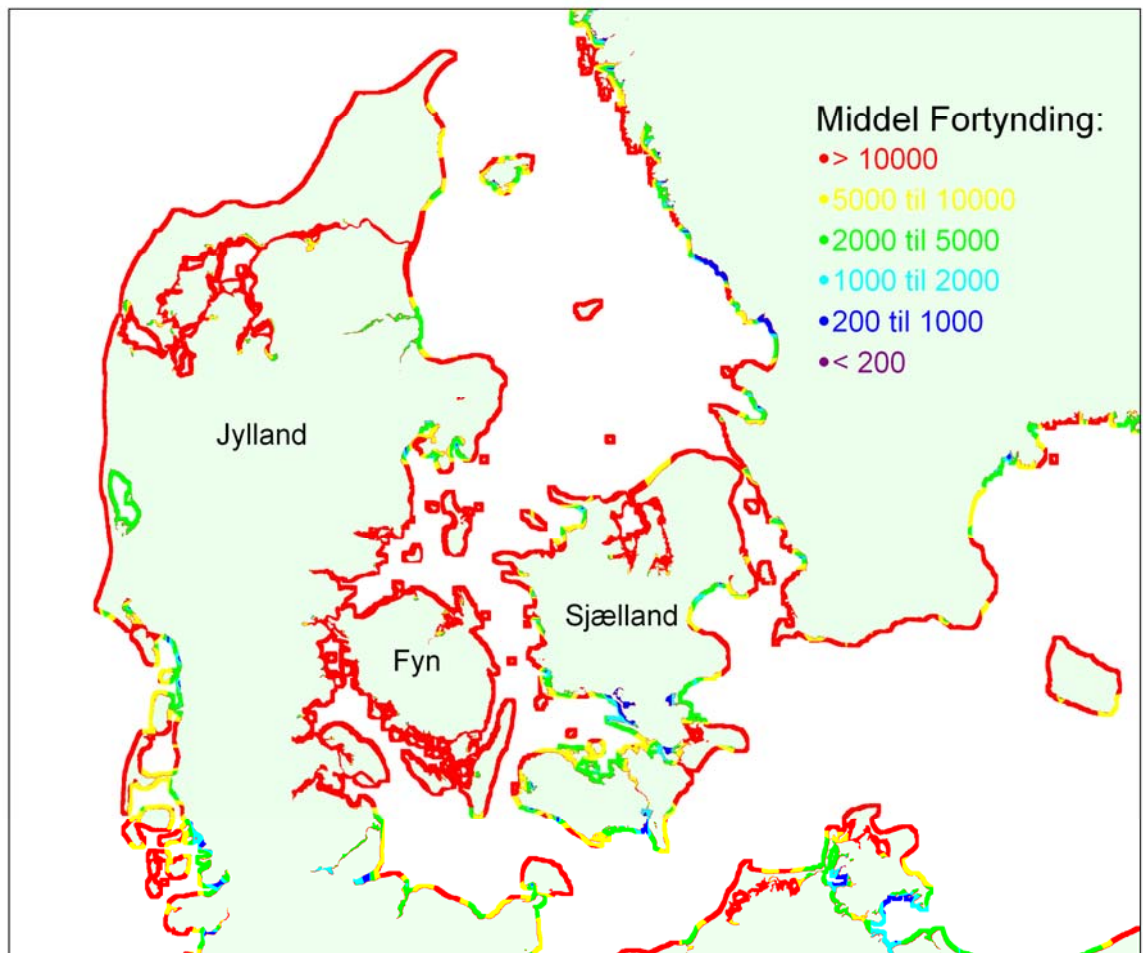 Middel Fortynding:
•> 10000
•5000 til 10000
•2000 til 5000
•1000 til 2000
•200 til 1000
•< 200
Jylland
Sjælland
Fyn